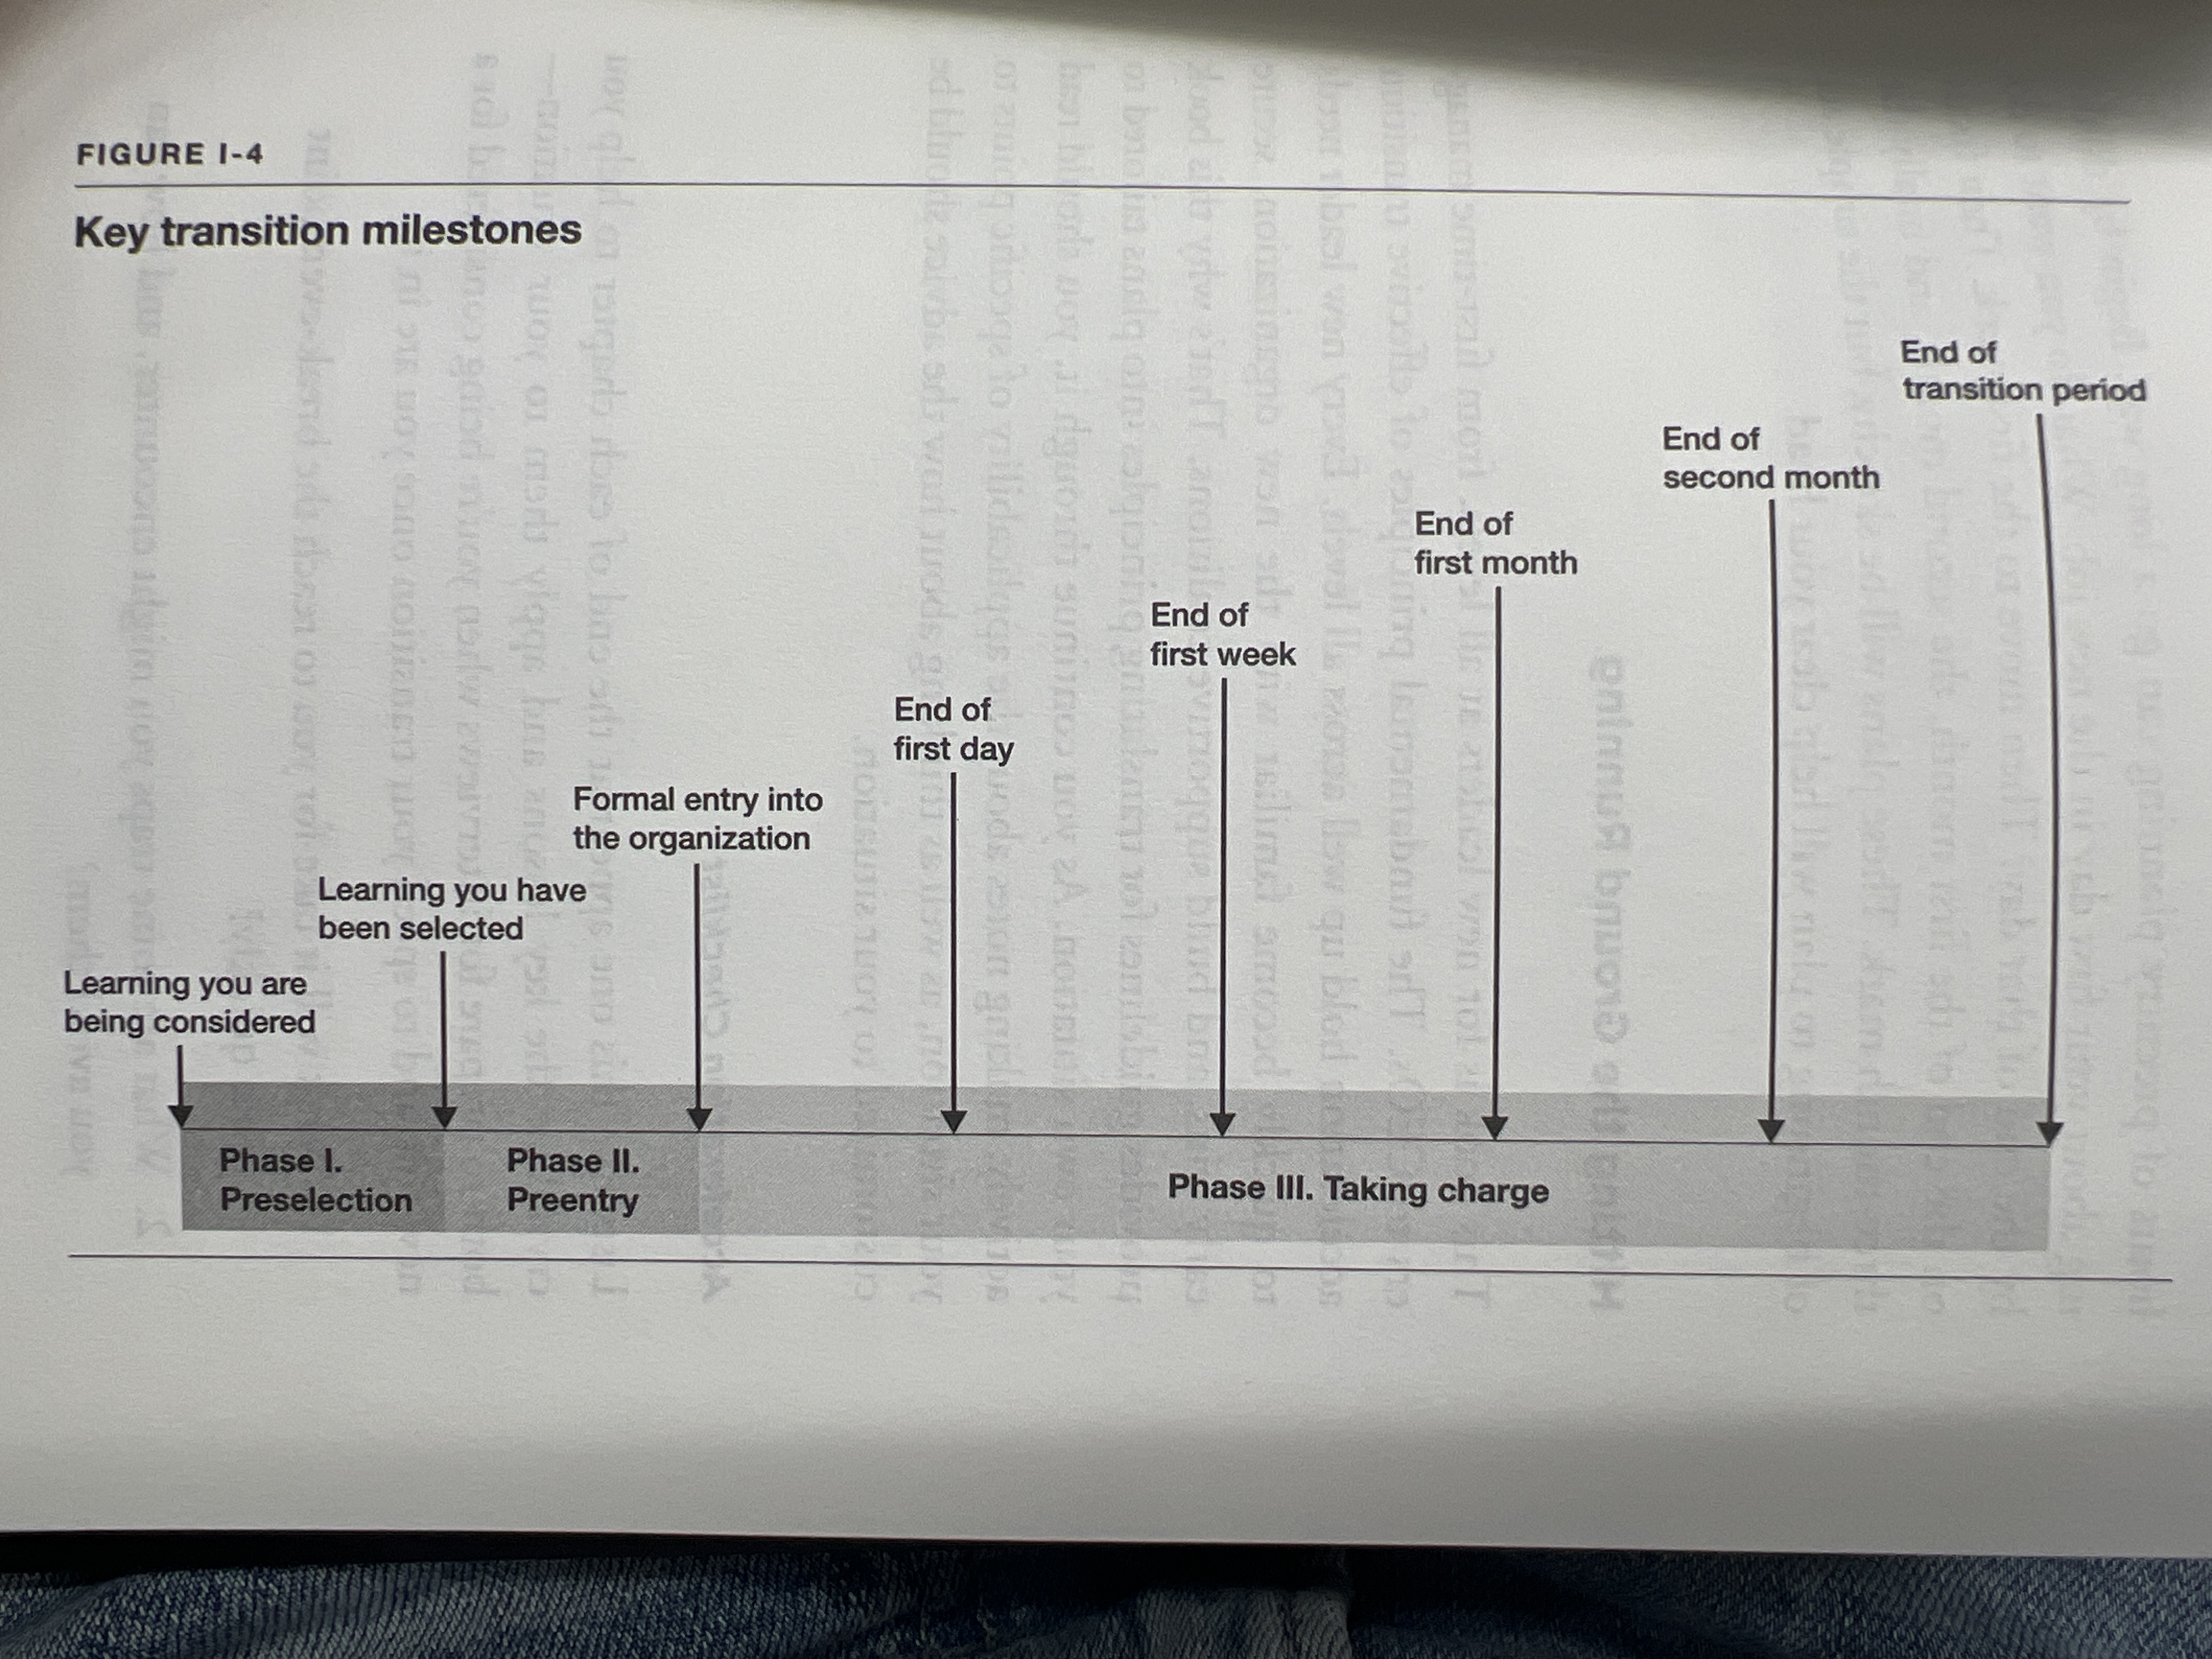 FIGURE I-4
Key transition milestones
End of
transition period
End of
second month
End of
first month
End of
first week
End of
first day
Formal entry into
the organization
Learning you have
been selected
Learning you are
being considered
Phase I.
Preselection
Phase II.
Preentry
Phase III. Taking charge